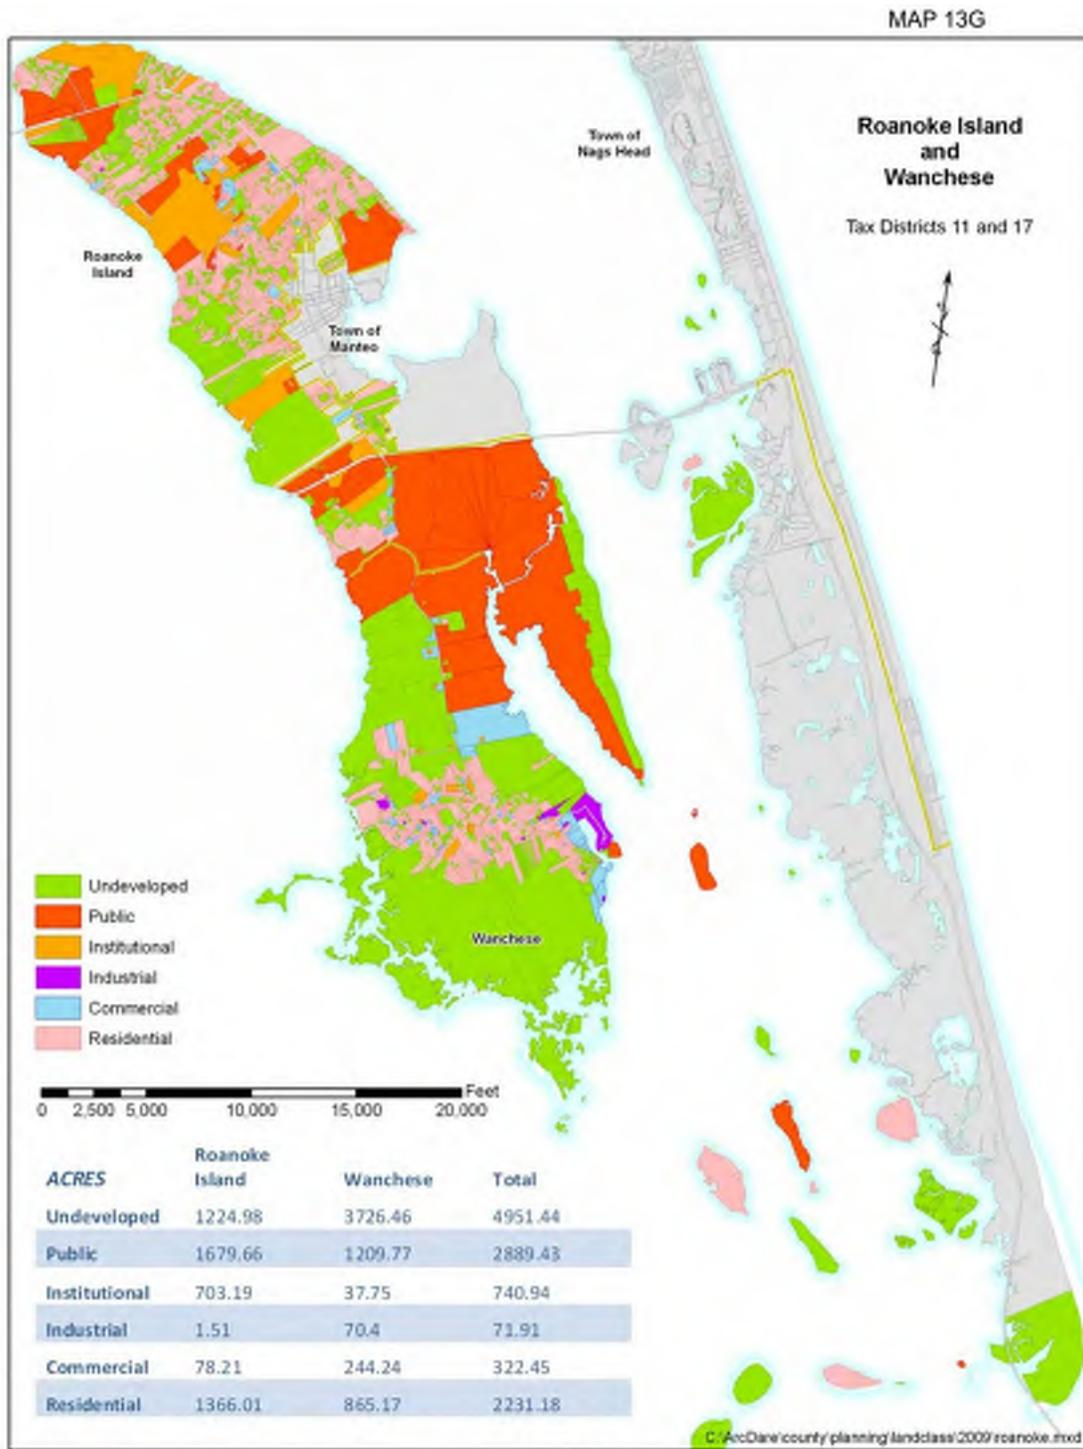 MAP 13G
Roanoke Island
and
Wanchese
Tax Districts 11 and 17
Town of
Nags Head
Roanoke
Island
Town of
Manteo
Wanchese
Undeveloped
Public
Institutional
Industrial
Commercial
Residential
Feet
0 2,500 5,000 10,000 15,000 20,000
ACRES Roanoke Island Wanchese Total
Undeveloped 1224.98 3726.46 4951.44
Public 1679.66 1209.77 2889.43
Institutional 703.19 37.75 740.94
Industrial 1.51 70.4 71.91
Commercial 78.21 244.24 322.45
Residential 1366.01 865.17 2231.18
C:\ArcDare\county\planning\landclass\2009\roanoke.mxd